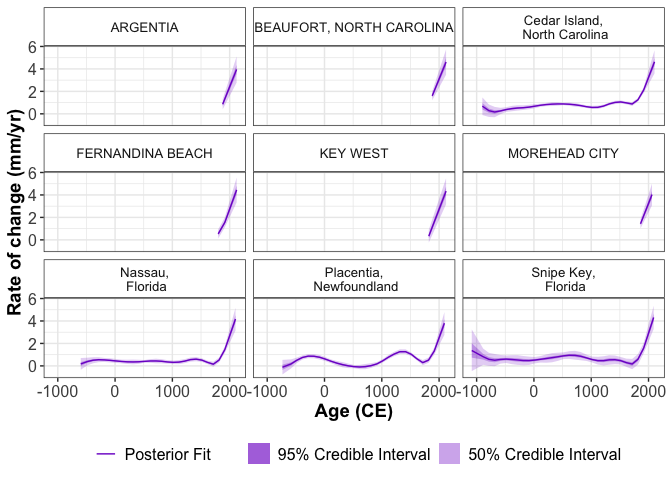 ARGENTIA
BEAUFORT, NORTH CAROLINA
Cedar Island,
North Carolina
6
4
2
0
FERNANDINA BEACH
KEY WEST
MOREHEAD CITY
6
4
2
0
Nassau,
Florida
Placentia,
Newfoundland
Snipe Key,
Florida
6
4
2
0
-1000 0 1000 2000
-1000 0 1000 2000
-1000 0 1000 2000
Rate of change (mm/yr)
Age (CE)
Posterior Fit 95% Credible Interval 50% Credible Interval